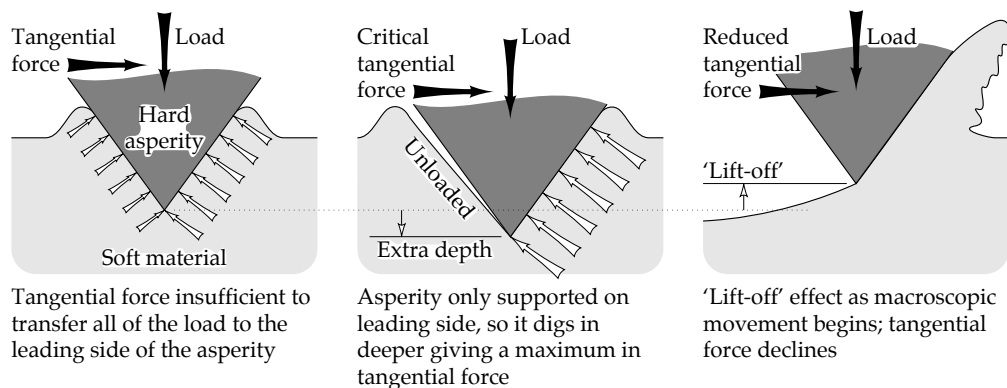 Tangential
force
Load
Hard
asperity
Soft material
Tangential force insufficient to
transfer all of the load to the
leading side of the asperity
Critical
tangential
force
Load
Unloaded
Extra depth
Asperity only supported on
leading side, so it digs in
deeper giving a maximum in
tangential force
Reduced
tangential
force
Load
‘Lift-off’
‘Lift-off’ effect as macroscopic
movement begins; tangential
force declines